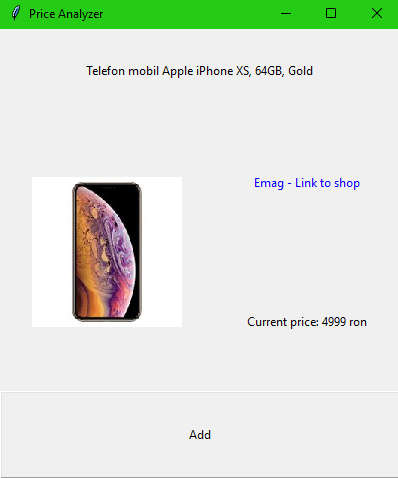 Price Analyzer
Telefon mobil Apple iPhone XS, 64GB, Gold
Emag - Link to shop
Current price: 4999 ron
Add